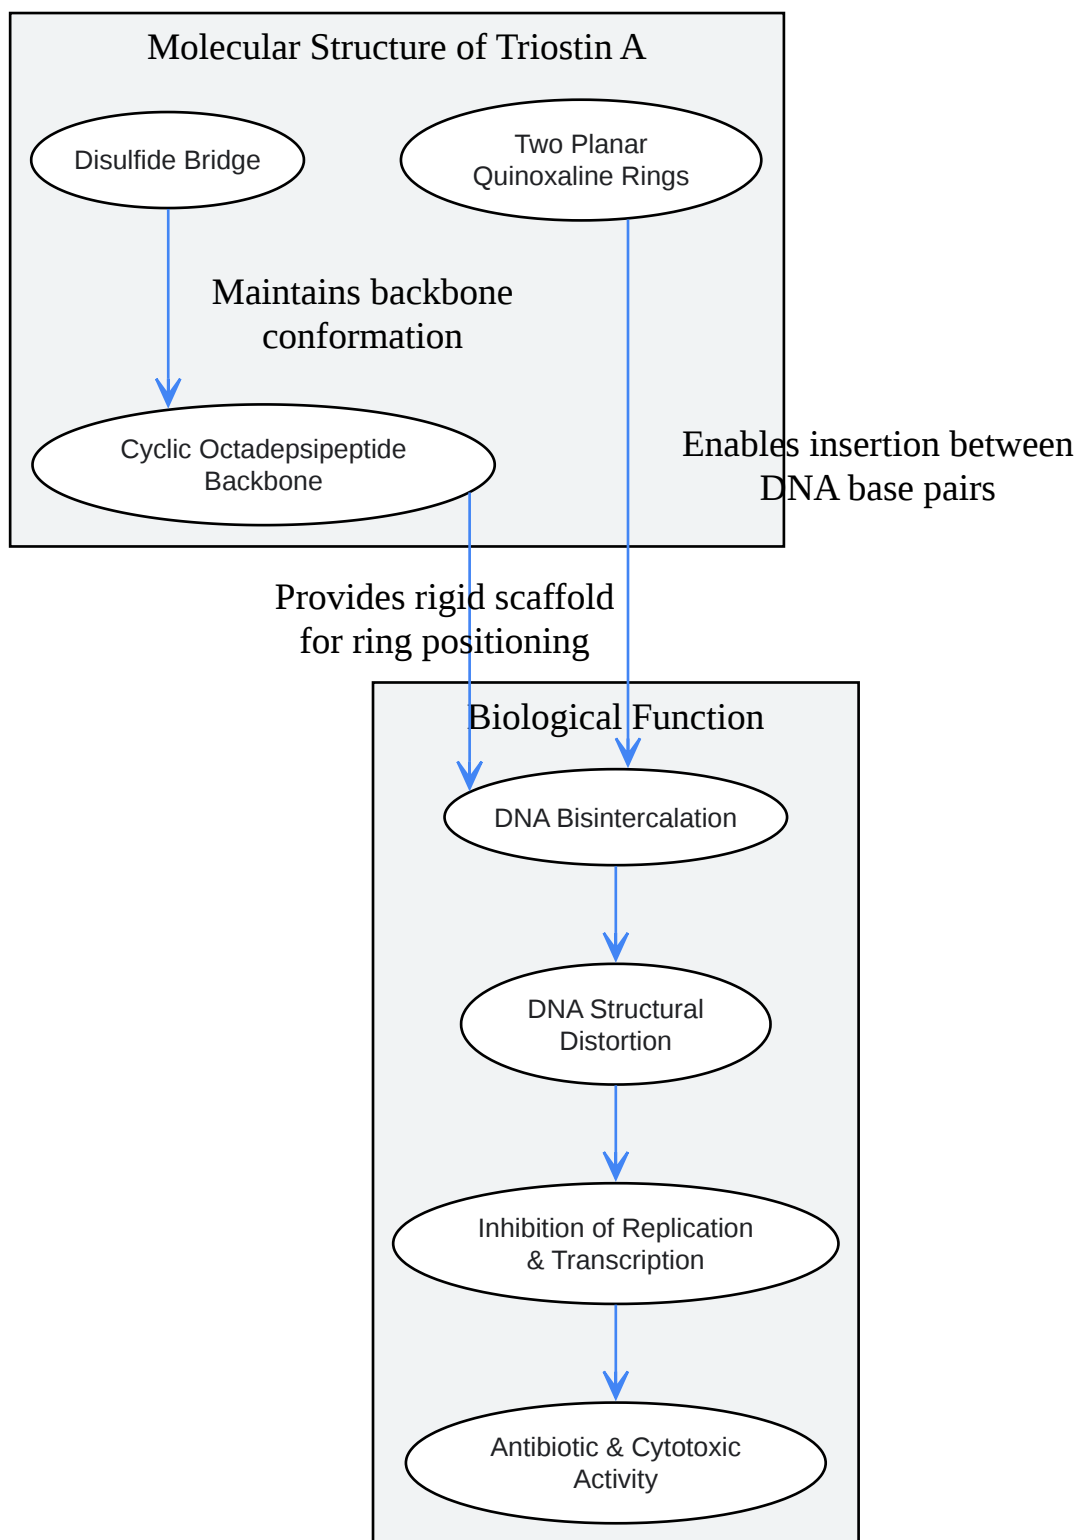 Molecular Structure of Triostin A
Disulfide Bridge
Two Planar
Quinoxaline Rings
Maintains backbone
conformation
Cyclic Octadepsipeptide
Backbone
Enables insertion between
DNA base pairs
Provides rigid scaffold
for ring positioning
Biological Function
DNA Bisintercalation
DNA Structural
Distortion
Inhibition of Replication
& Transcription
Antibiotic & Cytotoxic
Activity